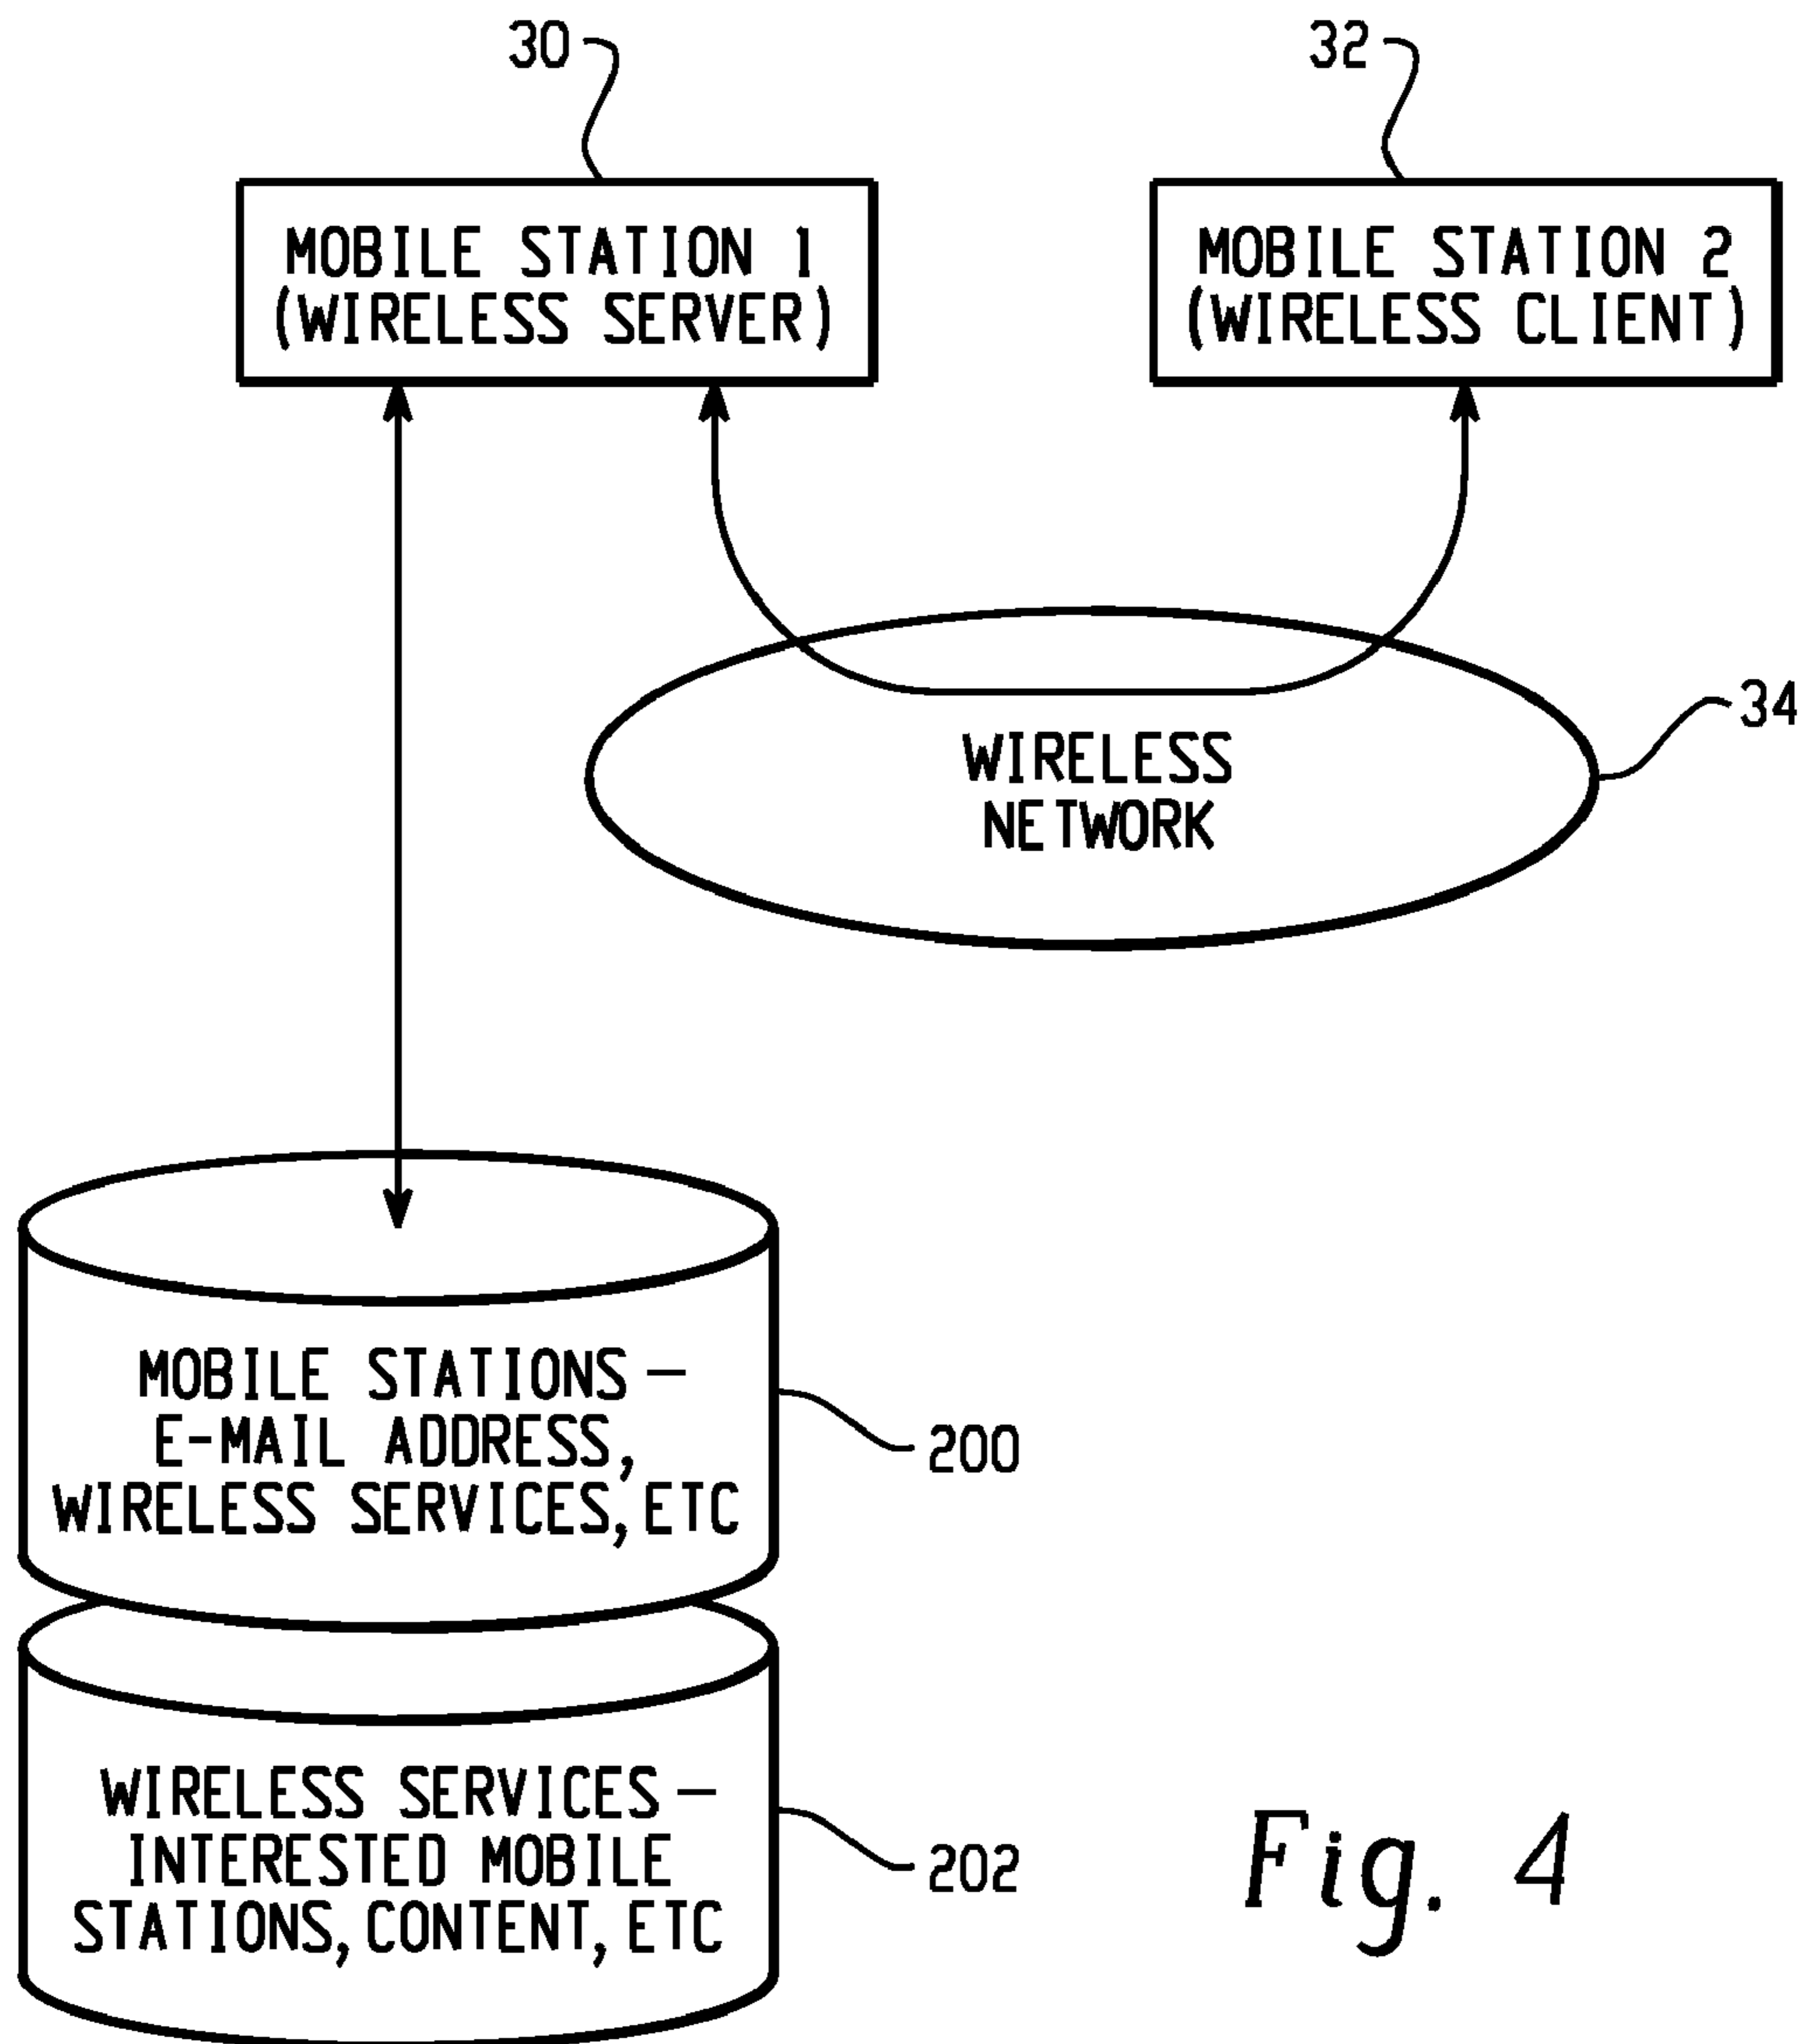 30
32
MOBILE STATION 1
(WIRELESS SERVER)
MOBILE STATION 2
(WIRELESS CLIENT)
34
WIRELESS
NETWORK
MOBILE STATIONS –
E-MAIL ADDRESS,
WIRELESS SERVICES, ETC
200
WIRELESS SERVICES –
INTERESTED MOBILE
STATIONS, CONTENT, ETC
202
Fig. 4